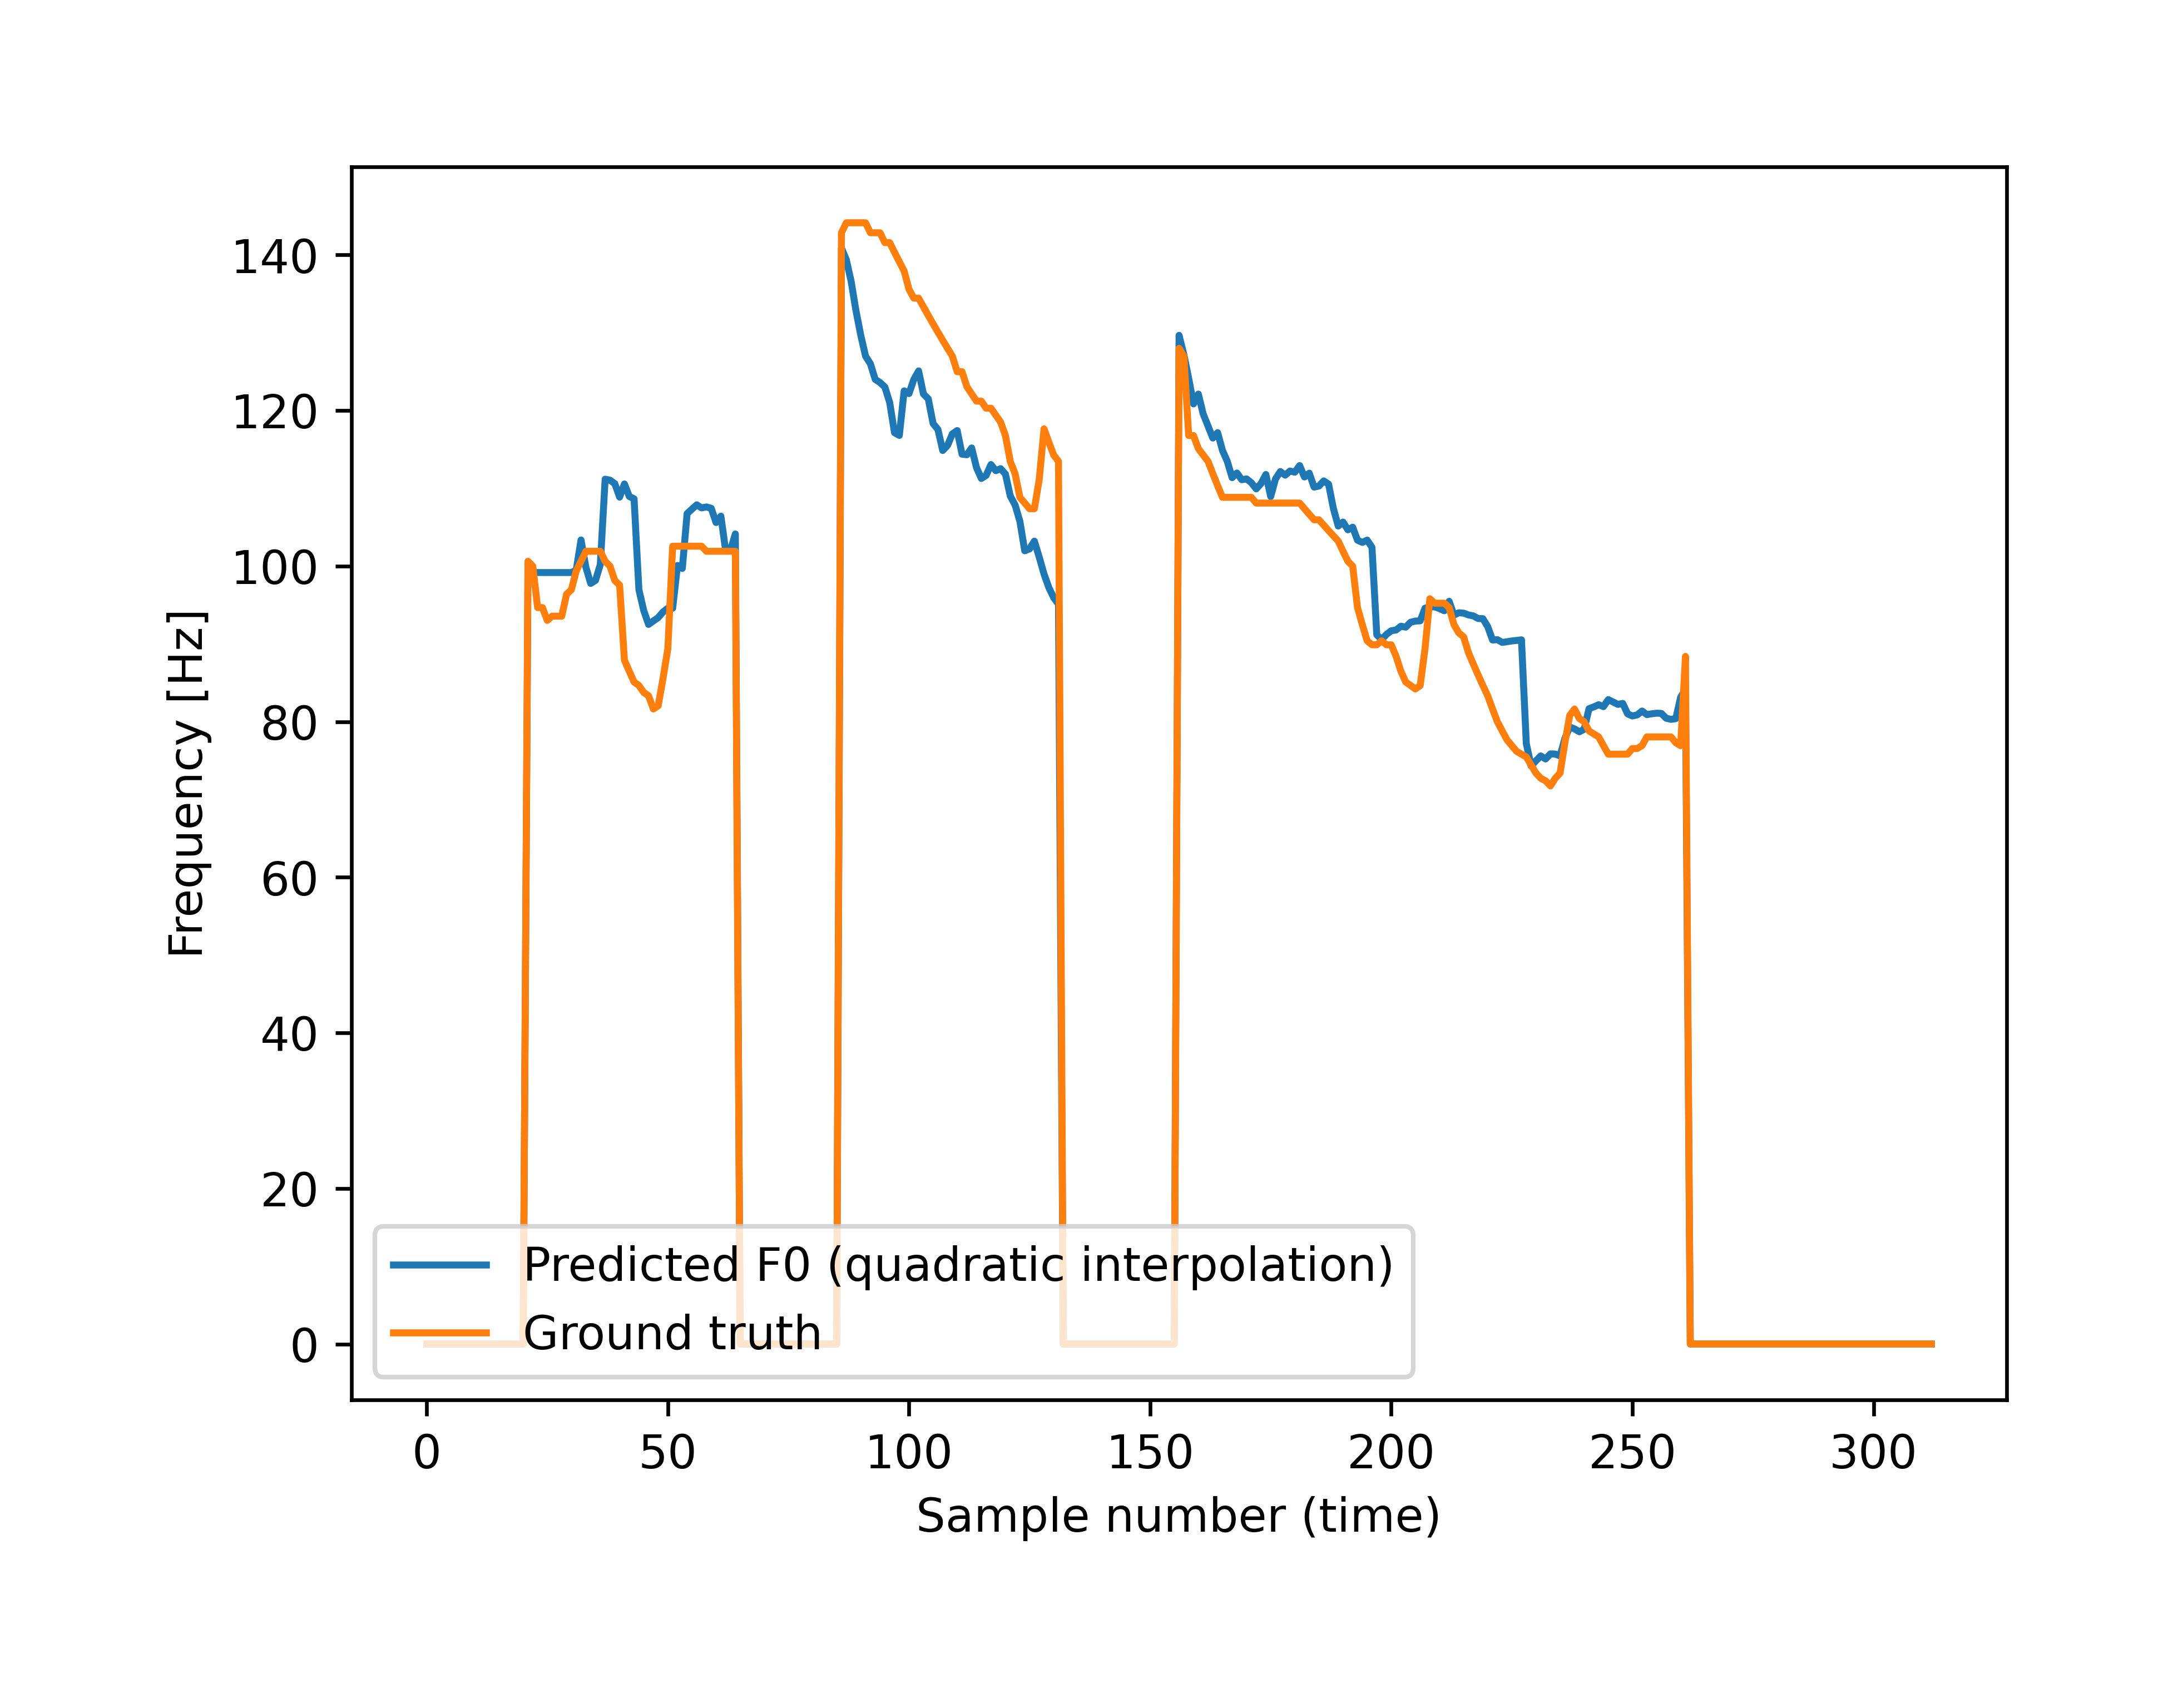 140
120
100
80
60
40
20
0
Frequency [Hz]
Predicted F0 (quadratic interpolation)
Ground truth
0 50 100 150 200 250 300
Sample number (time)